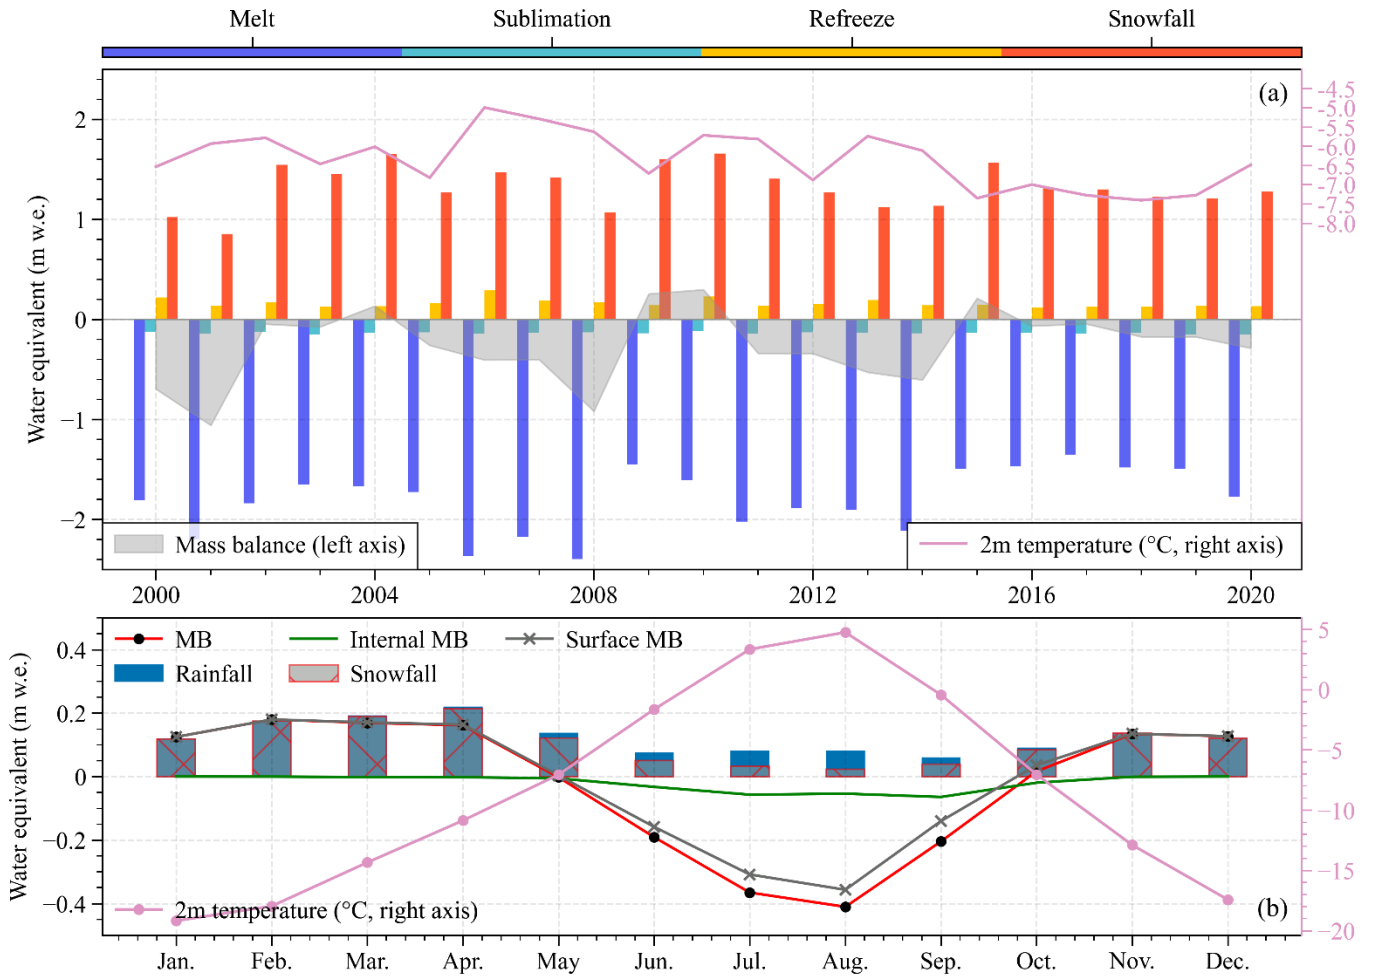 Melt Sublimation Refreeze Snowfall
(a)
Water equivalent (m w.e.)
2
1
0
−1
−2
-4.5
-5.0
-5.5
-6.0
-6.5
-7.0
-7.5
-8.0
Mass balance (left axis)
2m temperature (°C, right axis)
2000 2004 2008 2012 2016 2020
Water equivalent (m w.e.)
0.4
0.2
0
−0.2
−0.4
MB Internal MB Surface MB
Rainfall Snowfall
5
0
−5
−10
−15
−20
2m temperature (°C, right axis)
(b)
Jan. Feb. Mar. Apr. May Jun. Jul. Aug. Sep. Oct. Nov. Dec.